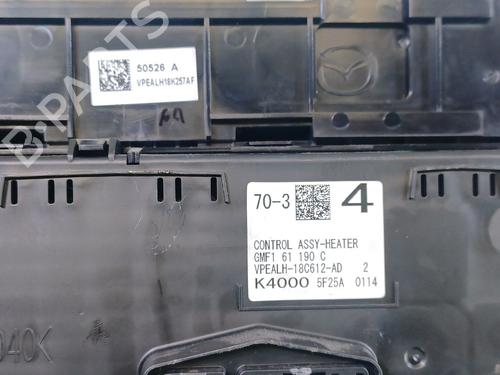 50526 A
VPEALH18K257AF
B PARTS
70-3 4
CONTROL ASSY-HEATER
GMF1 61 190 C
VPEALH-18C612-AD 2
K4000 5F25A 0114
040K